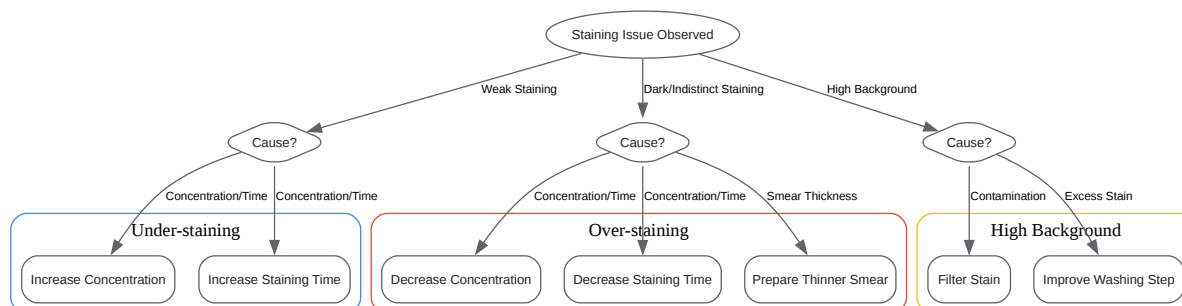 Staining Issue Observed
Weak Staining
Dark/Indistinct Staining
High Background
Cause?
Cause?
Cause?
Concentration/Time
Concentration/Time
Concentration/Time
Concentration/Time
Smear Thickness
Contamination
Excess Stain
Under-staining
Over-staining
High Background
Increase Concentration
Increase Staining Time
Decrease Concentration
Decrease Staining Time
Prepare Thinner Smear
Filter Stain
Improve Washing Step